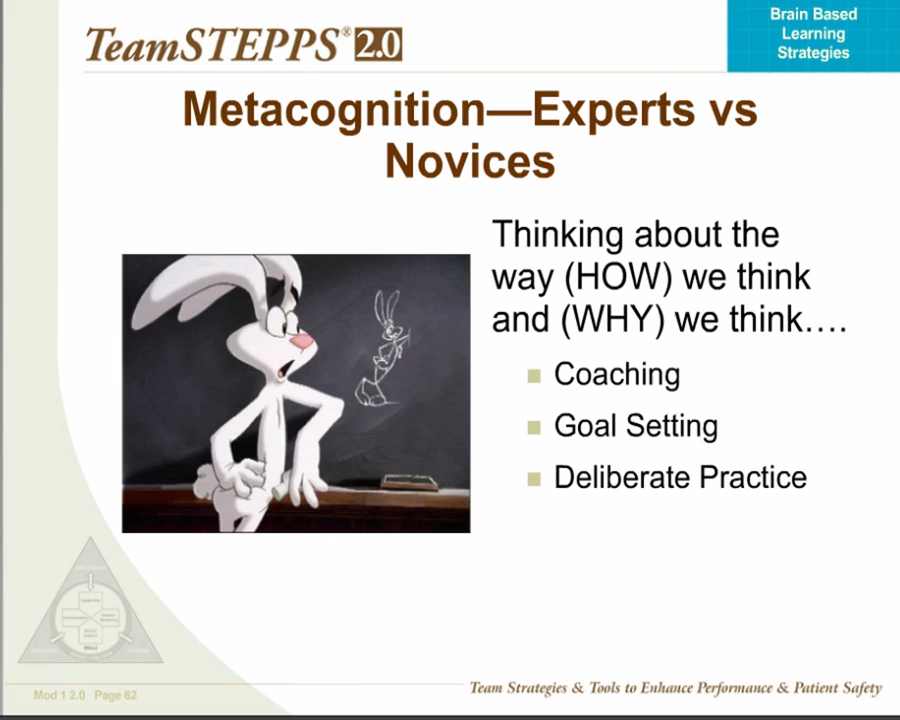 TeamSTEPPS® 2.0
Brain Based
Learning
Strategies
Metacognition—Experts vs
Novices
Thinking about the
way (HOW) we think
and (WHY) we think….
Coaching
Goal Setting
Deliberate Practice
Mod 1 2.0 Page 62
Team Strategies & Tools to Enhance Performance & Patient Safety